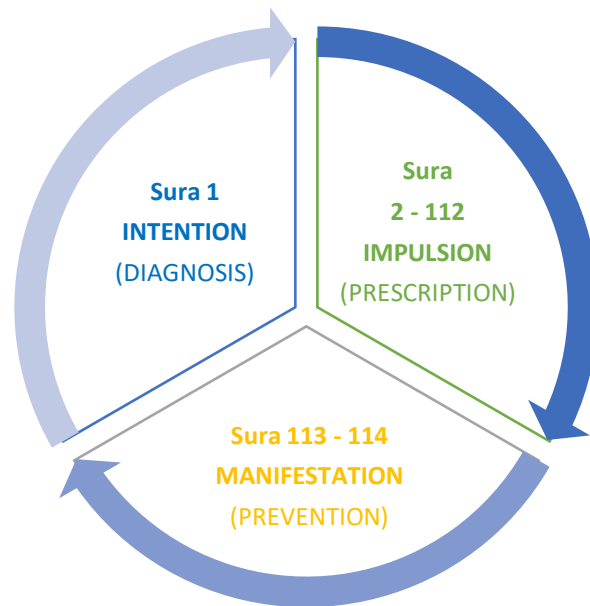 Sura 1
INTENTION
(DIAGNOSIS)
Sura
2 - 112
IMPULSION
(PRESCRIPTION)
Sura 113 - 114
MANIFESTATION
(PREVENTION)